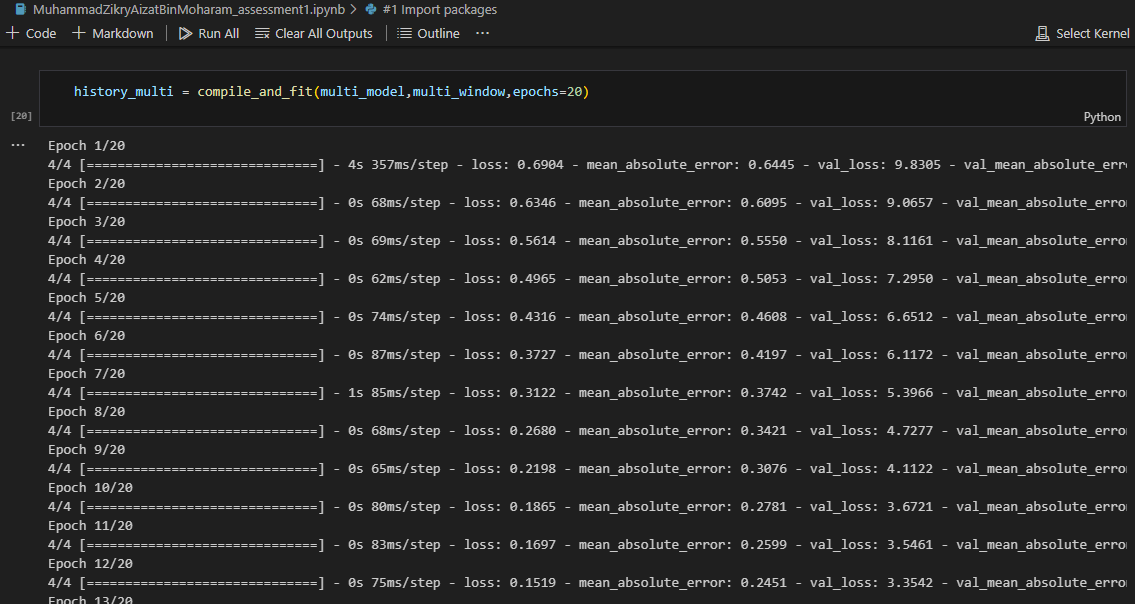 MuhammadZikryAizatBinMoharam_assessment1.ipynb > #1 Import packages
+ Code + Markdown Run All Clear All Outputs Outline ··· Select Kernel
history_multi = compile_and_fit(multi_model,multi_window,epochs=20)
[20] Python
··· Epoch 1/20
4/4 [==============================] - 4s 357ms/step - loss: 0.6904 - mean_absolute_error: 0.6445 - val_loss: 9.8305 - val_mean_absolute_err
Epoch 2/20
4/4 [==============================] - 0s 68ms/step - loss: 0.6346 - mean_absolute_error: 0.6095 - val_loss: 9.0657 - val_mean_absolute_erro
Epoch 3/20
4/4 [==============================] - 0s 69ms/step - loss: 0.5614 - mean_absolute_error: 0.5550 - val_loss: 8.1161 - val_mean_absolute_erro
Epoch 4/20
4/4 [==============================] - 0s 62ms/step - loss: 0.4965 - mean_absolute_error: 0.5053 - val_loss: 7.2950 - val_mean_absolute_erro
Epoch 5/20
4/4 [==============================] - 0s 74ms/step - loss: 0.4316 - mean_absolute_error: 0.4608 - val_loss: 6.6512 - val_mean_absolute_erro
Epoch 6/20
4/4 [==============================] - 0s 87ms/step - loss: 0.3727 - mean_absolute_error: 0.4197 - val_loss: 6.1172 - val_mean_absolute_erro
Epoch 7/20
4/4 [==============================] - 1s 85ms/step - loss: 0.3122 - mean_absolute_error: 0.3742 - val_loss: 5.3966 - val_mean_absolute_erro
Epoch 8/20
4/4 [==============================] - 0s 68ms/step - loss: 0.2680 - mean_absolute_error: 0.3421 - val_loss: 4.7277 - val_mean_absolute_erro
Epoch 9/20
4/4 [==============================] - 0s 65ms/step - loss: 0.2198 - mean_absolute_error: 0.3076 - val_loss: 4.1122 - val_mean_absolute_erro
Epoch 10/20
4/4 [==============================] - 0s 80ms/step - loss: 0.1865 - mean_absolute_error: 0.2781 - val_loss: 3.6721 - val_mean_absolute_erro
Epoch 11/20
4/4 [==============================] - 0s 83ms/step - loss: 0.1697 - mean_absolute_error: 0.2599 - val_loss: 3.5461 - val_mean_absolute_erro
Epoch 12/20
4/4 [==============================] - 0s 75ms/step - loss: 0.1519 - mean_absolute_error: 0.2451 - val_loss: 3.3542 - val_mean_absolute_erro
Epoch 13/20